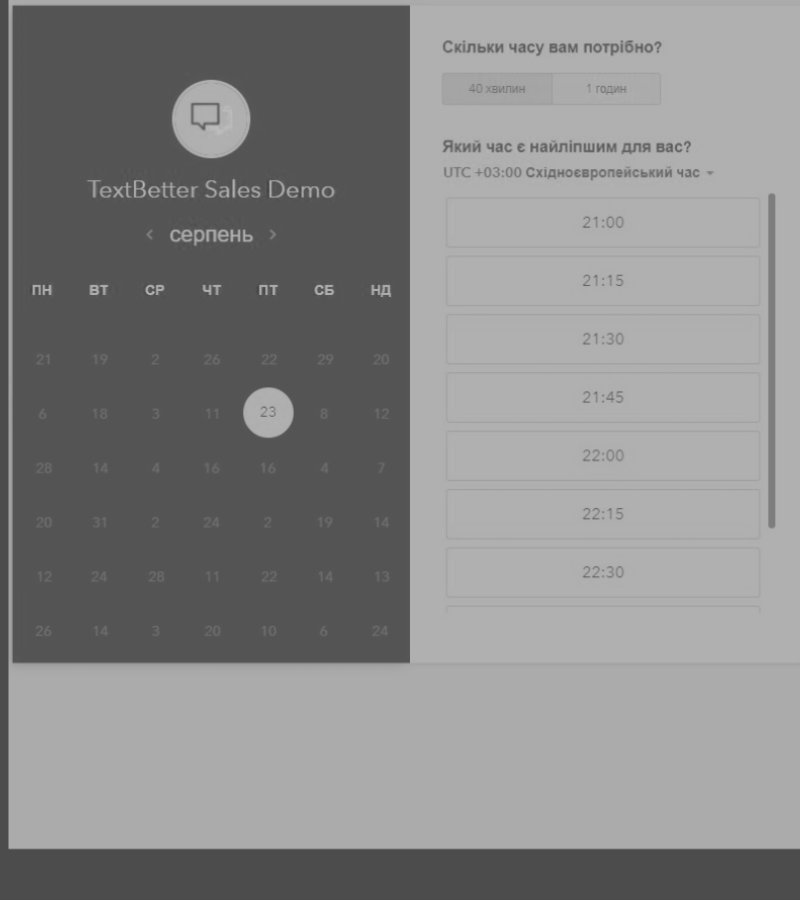 TextBetter Sales Demo
серпень
ПН ВТ СР ЧТ ПТ СБ НД
21 19 2 26 22 29 20
6 18 3 11 23 8 12
28 14 4 16 16 4 7
20 31 2 24 2 19 14
12 24 28 11 22 14 13
26 14 3 20 10 6 24
Скільки часу вам потрібно?
40 хвилин 1 годин
Який час є найліпшим для вас?
UTC +03:00 Східноєвропейський час
21:00
21:15
21:30
21:45
22:00
22:15
22:30